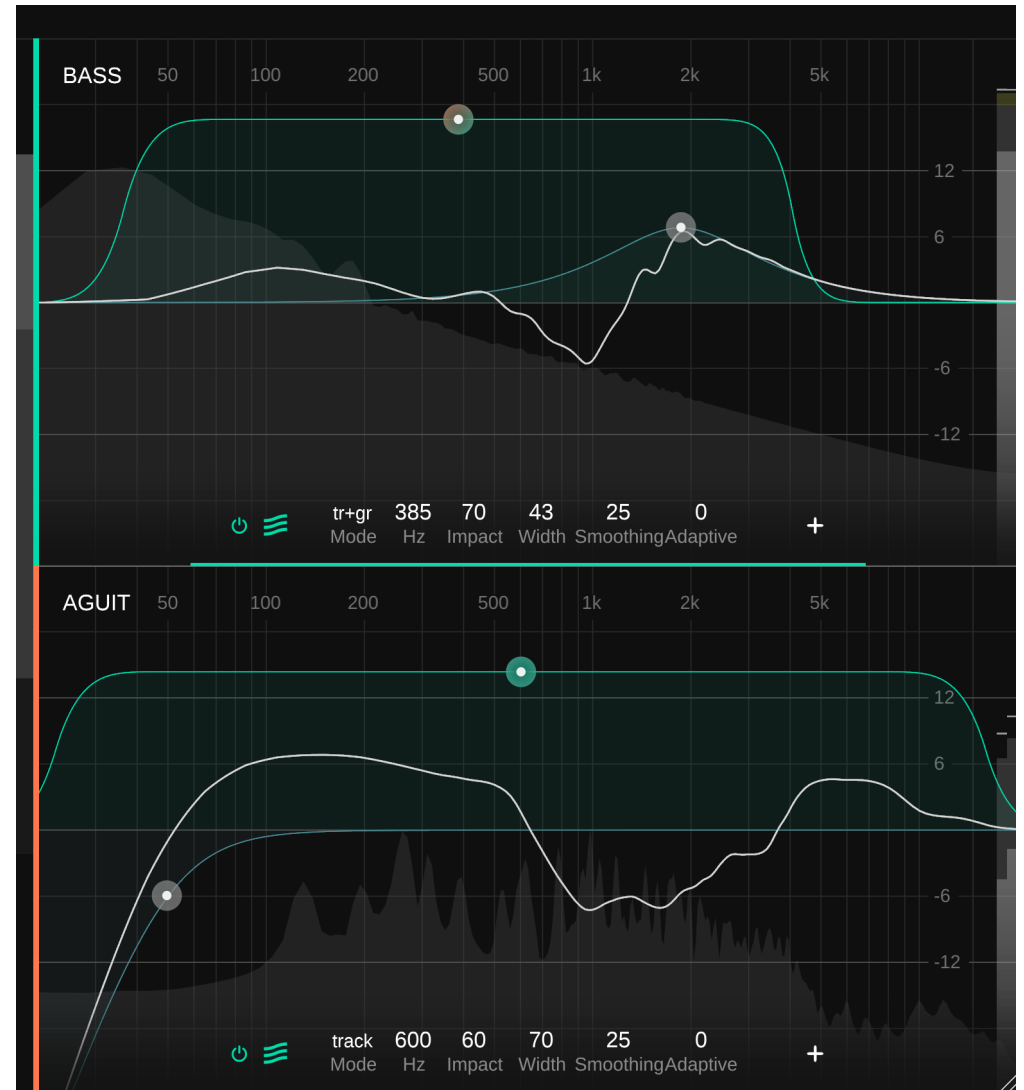 BASS 50 100 200 500 1k 2k 5k
12
6
-6
-12
tr+gr 385 70 43 25 0
Mode Hz Impact Width Smoothing Adaptive
AGUIT 50 100 200 500 1k 2k 5k
12
6
-6
-12
track 600 60 70 25 0
Mode Hz Impact Width Smoothing Adaptive